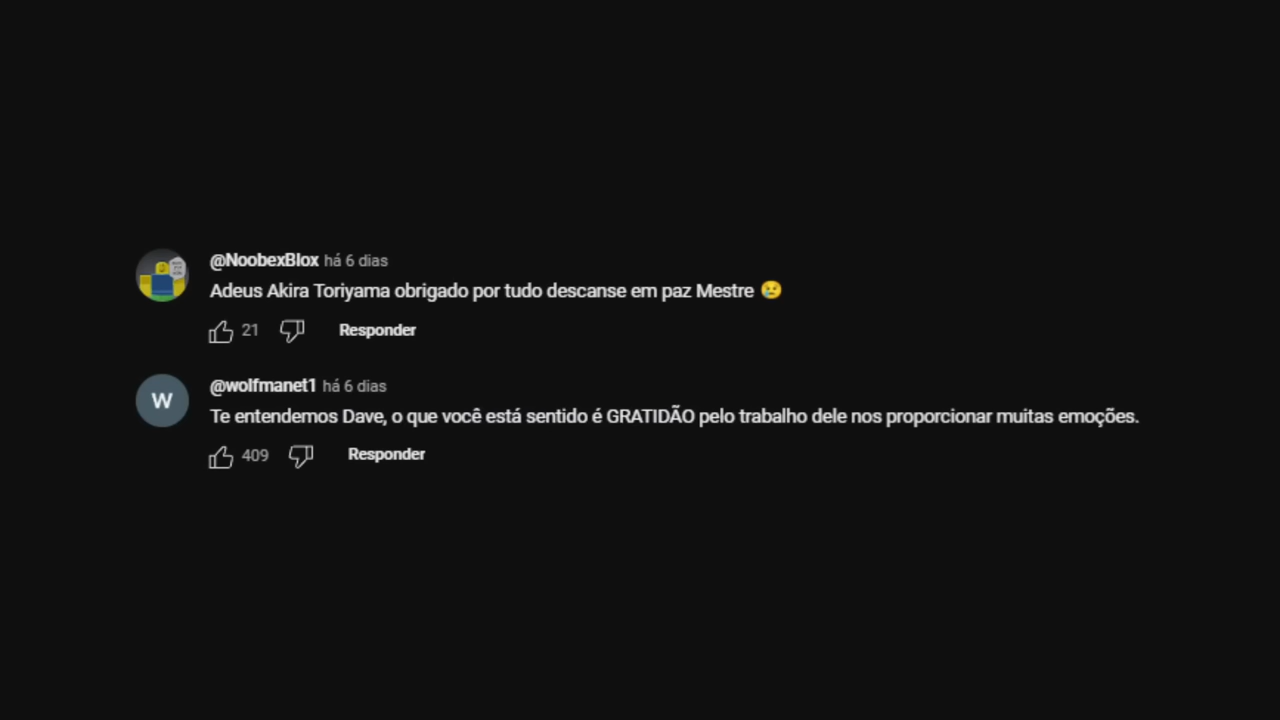 @NoobexBlox há 6 dias
Adeus Akira Toriyama obrigado por tudo descanse em paz Mestre 😢
21 Responder
W
@wolfmanet1 há 6 dias
Te entendemos Dave, o que você está sentido é GRATIDÃO pelo trabalho dele nos proporcionar muitas emoções.
409 Responder